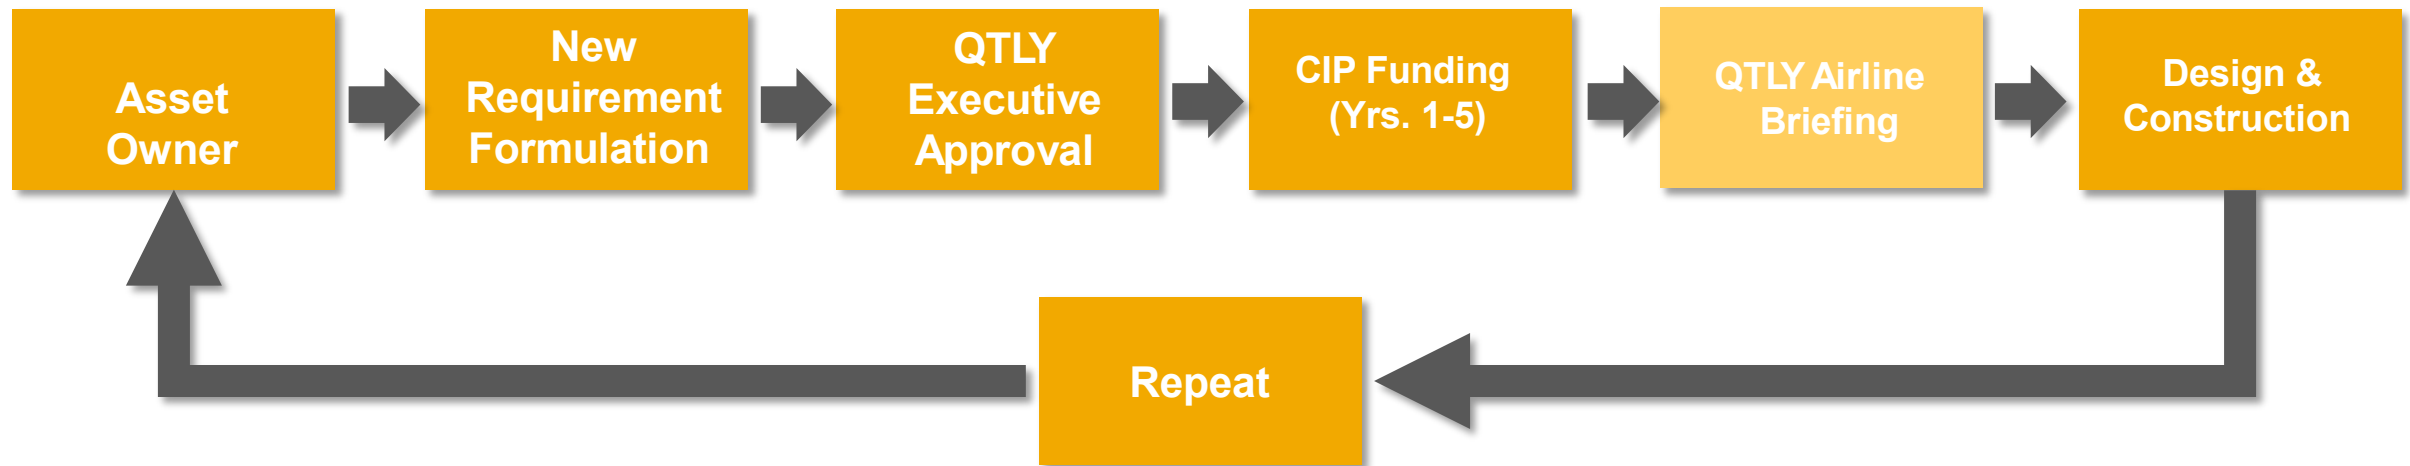 Asset
Owner
New
Requirement
Formulation
QTLY
Executive
Approval
CIP Funding
(Yrs. 1-5)
QTLY Airline
Briefing
Design &
Construction
Repeat